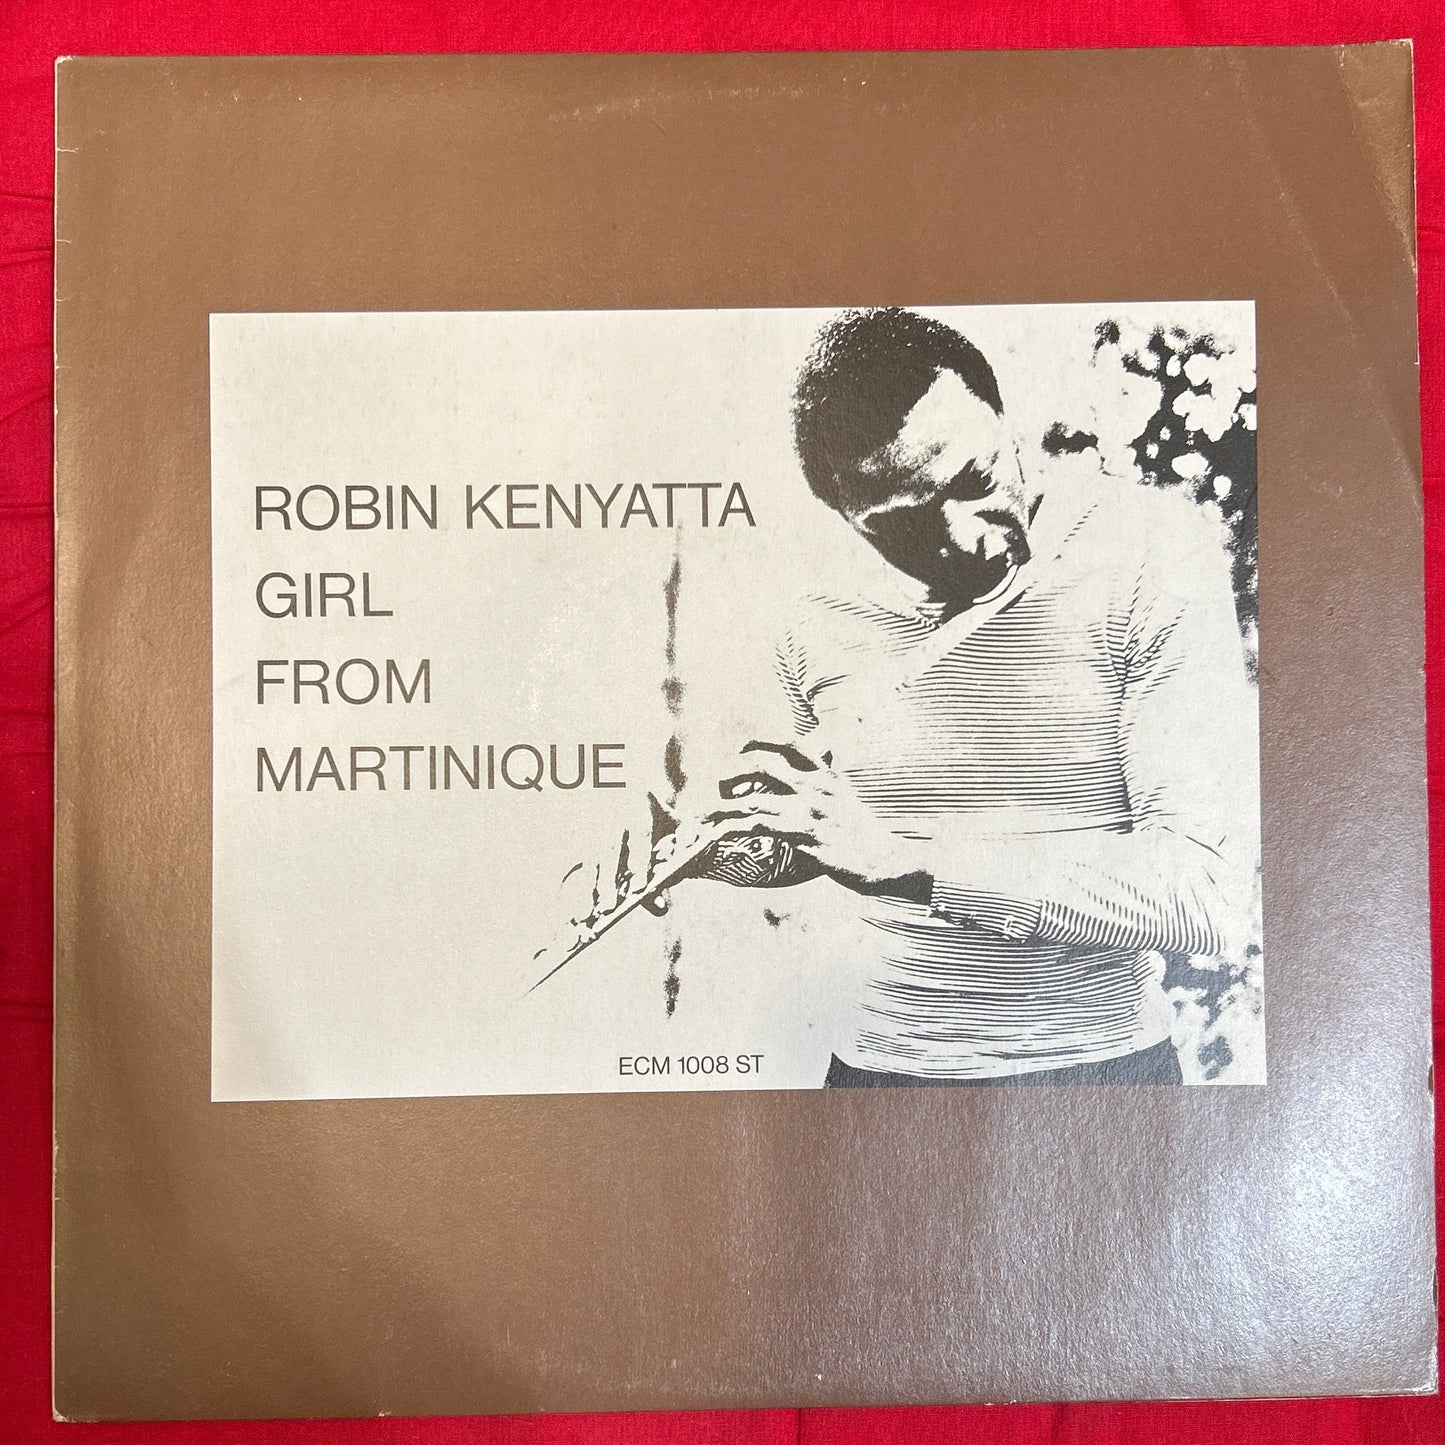 ROBIN KENYATTA
GIRL
FROM
MARTINIQUE
ECM 1008 ST